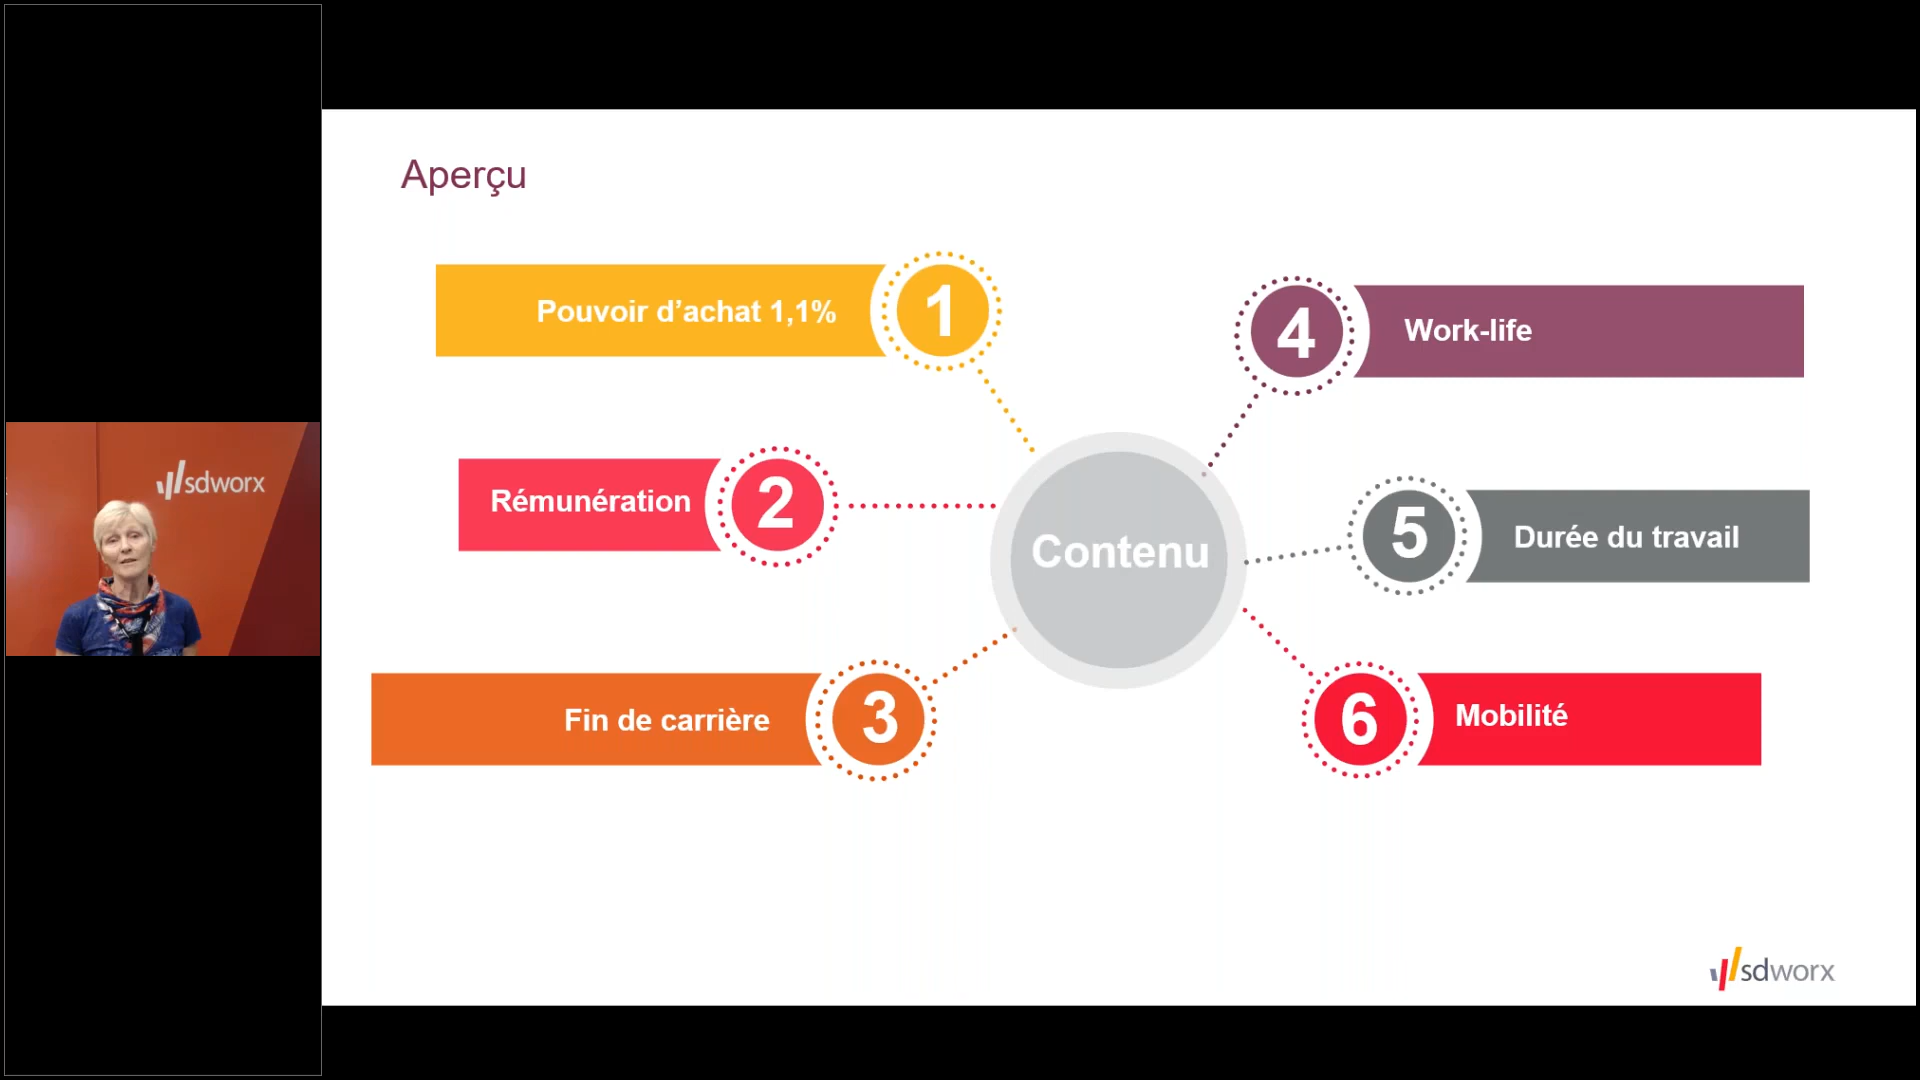 sdworx
Aperçu
Pouvoir d’achat 1,1%
1
Rémunération
2
Fin de carrière
3
Contenu
4
Work-life
5
Durée du travail
6
Mobilité
sdworx